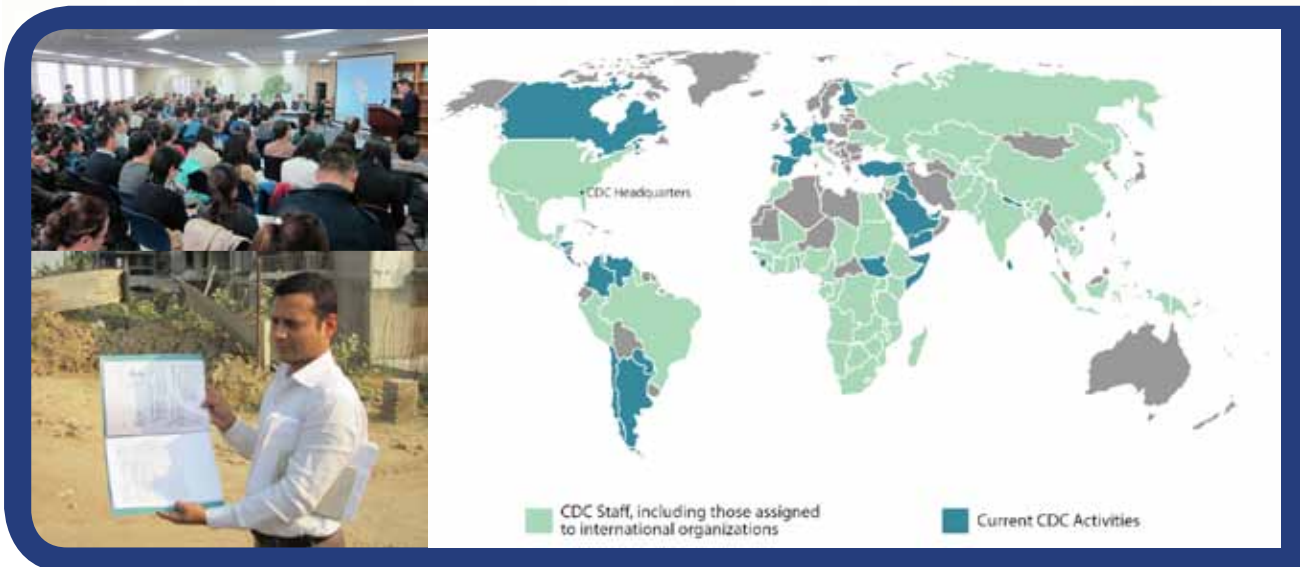 CDC Headquarters
CDC Staff, including those assigned
to international organizations
Current CDC Activities